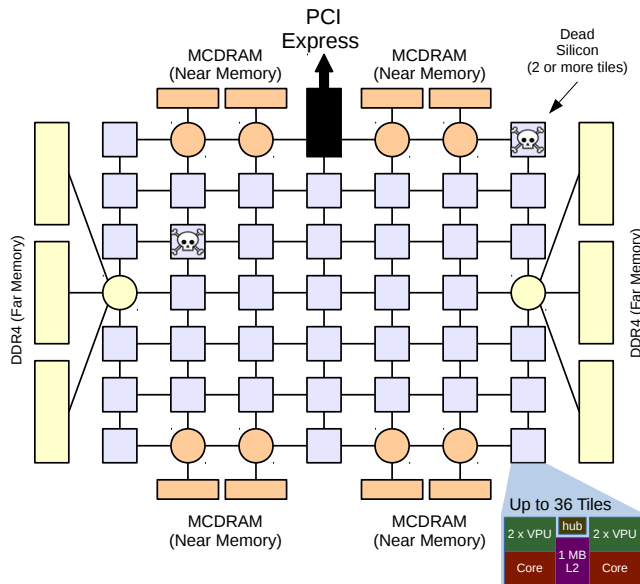 PCI
Express
MCDRAM
(Near Memory)
MCDRAM
(Near Memory)
Dead
Silicon
(2 or more tiles)
DDR4 (Far Memory)
DDR4 (Far Memory)
MCDRAM
(Near Memory)
MCDRAM
(Near Memory)
Up to 36 Tiles
hub
2 x VPU
2 x VPU
1 MB
L2
Core
Core